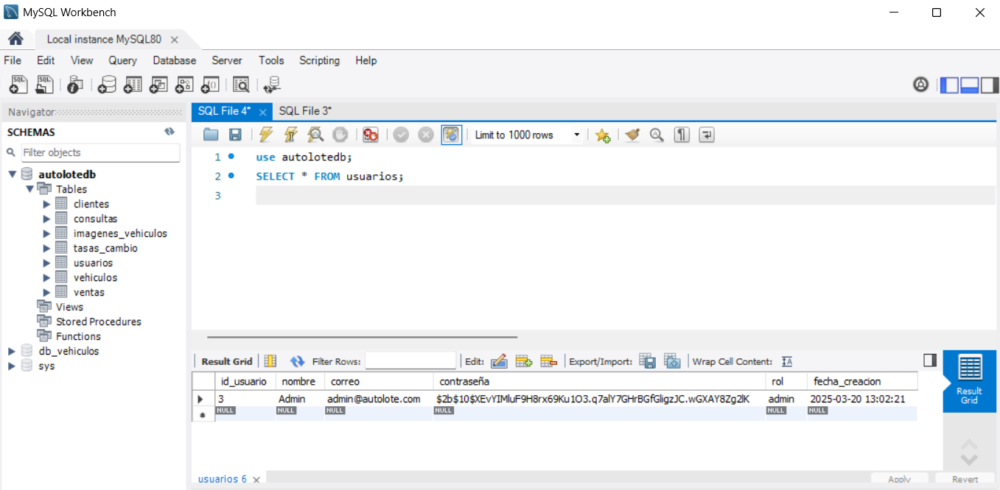 MySQL Workbench
Local instance MySQL80
File Edit View Query Database Server Tools Scripting Help
Navigator
SCHEMAS
Filter objects
autolotedb
Tables
clientes
consultas
imagenes_vehiculos
tasas_cambio
usuarios
vehiculos
ventas
Views
Stored Procedures
Functions
db_vehiculos
sys
SQL File 4* SQL File 3*
Limit to 1000 rows
1 use autolotedb;
2 SELECT * FROM usuarios;
3
Result Grid Filter Rows: Edit: Export/Import: Wrap Cell Content:
id_usuario nombre correo contraseña rol fecha_creacion
3 Admin admin@autolote.com $2b$10$XEvYIMluF9H8rx69Ku1O3.q7alY7GHrBGfGligzJC.wGXAY8Zg2lK admin 2025-03-20 13:02:21
NULL NULL NULL NULL NULL NULL
Result
Grid
usuarios 6
Apply Revert